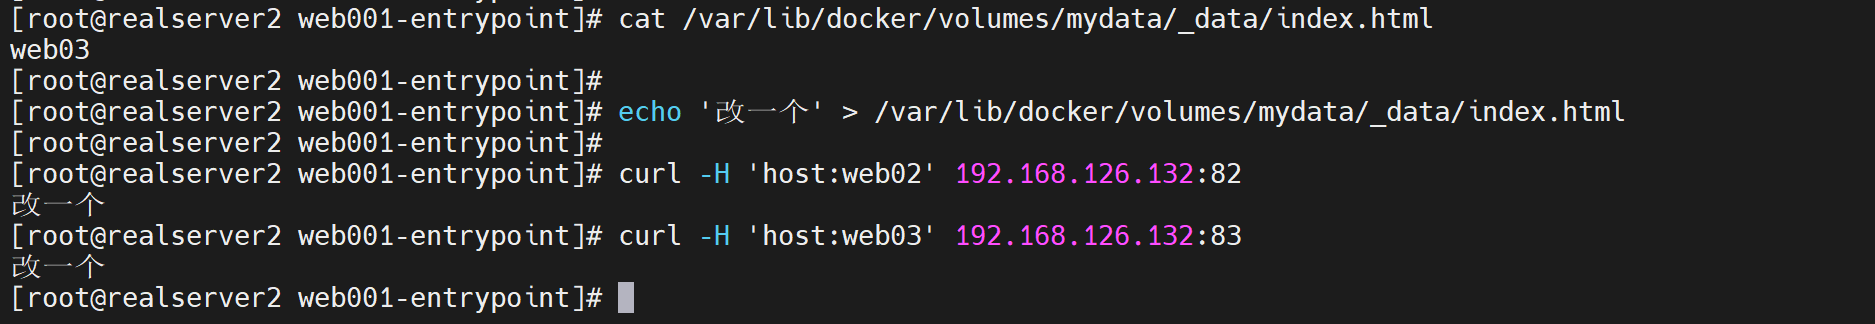 [root@realserver2 web001-entrypoint]# cat /var/lib/docker/volumes/mydata/_data/index.html
web03
[root@realserver2 web001-entrypoint]#
[root@realserver2 web001-entrypoint]# echo '改一个' > /var/lib/docker/volumes/mydata/_data/index.html
[root@realserver2 web001-entrypoint]#
[root@realserver2 web001-entrypoint]# curl -H 'host:web02' 192.168.126.132:82
改一个
[root@realserver2 web001-entrypoint]# curl -H 'host:web03' 192.168.126.132:83
改一个
[root@realserver2 web001-entrypoint]#